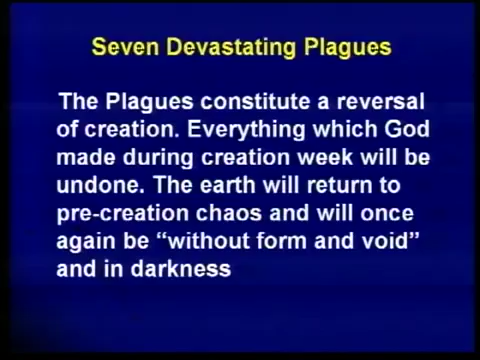 Seven Devastating Plagues
The Plagues constitute a reversal
of creation. Everything which God
made during creation week will be
undone. The earth will return to
pre-creation chaos and will once
again be “without form and void”
and in darkness